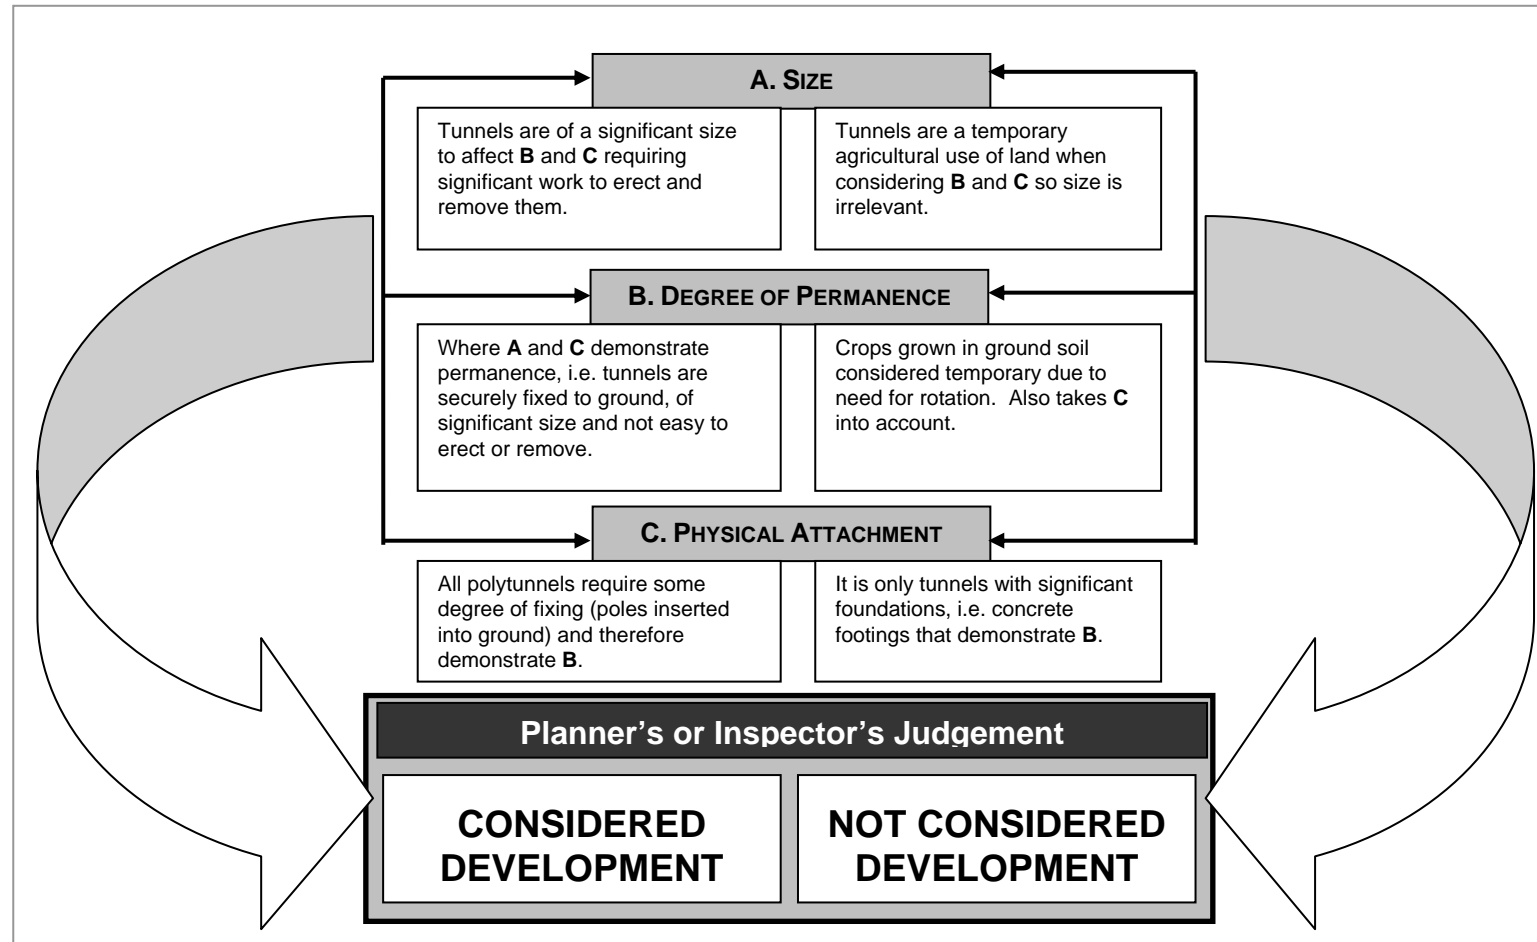 A. SIZE
Tunnels are of a significant size
to affect B and C requiring
significant work to erect and
remove them.
Tunnels are a temporary
agricultural use of land when
considering B and C so size is
irrelevant.
B. DEGREE OF PERMANENCE
Where A and C demonstrate
permanence, i.e. tunnels are
securely fixed to ground, of
significant size and not easy to
erect or remove.
Crops grown in ground soil
considered temporary due to
need for rotation.  Also takes C
into account.
C. PHYSICAL ATTACHMENT
All polytunnels require some
degree of fixing (poles inserted
into ground) and therefore
demonstrate B.
It is only tunnels with significant
foundations, i.e. concrete
footings that demonstrate B.
Planner’s or Inspector’s Judgement
CONSIDERED
DEVELOPMENT
NOT CONSIDERED
DEVELOPMENT